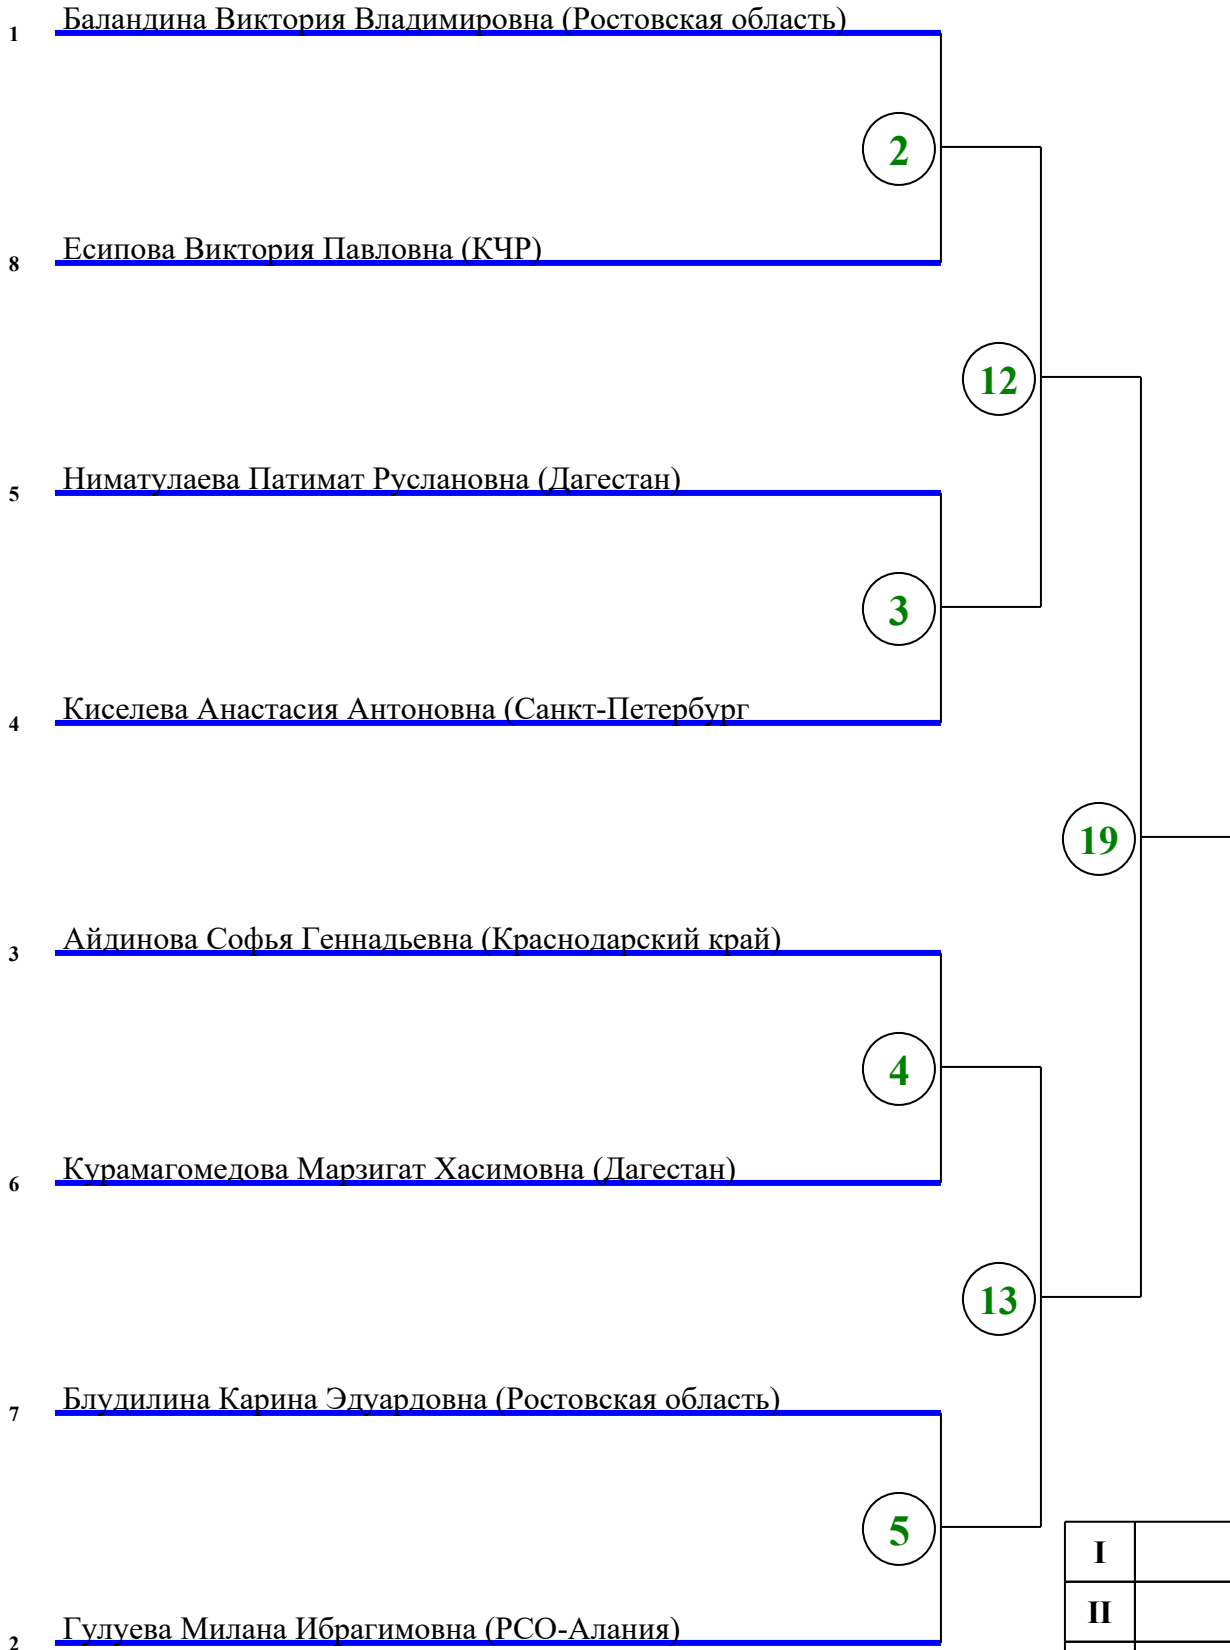 Баландина Виктория Владимировна (Ростовская область)
1
2
Есипова Виктория Павловна (КЧР)
8
12
Ниматулаева Патимат Руслановна (Дагестан)
5
3
Киселева Анастасия Антоновна (Санкт-Петербург
4
19
Айдинова Софья Геннадьевна (Краснодарский край)
3
4
Курамагомедова Марзигат Хасимовна (Дагестан)
6
13
Блудилина Карина Эдуардовна (Ростовская область)
7
5
I
II
Гулуева Милана Ибрагимовна (РСО-Алания)
2